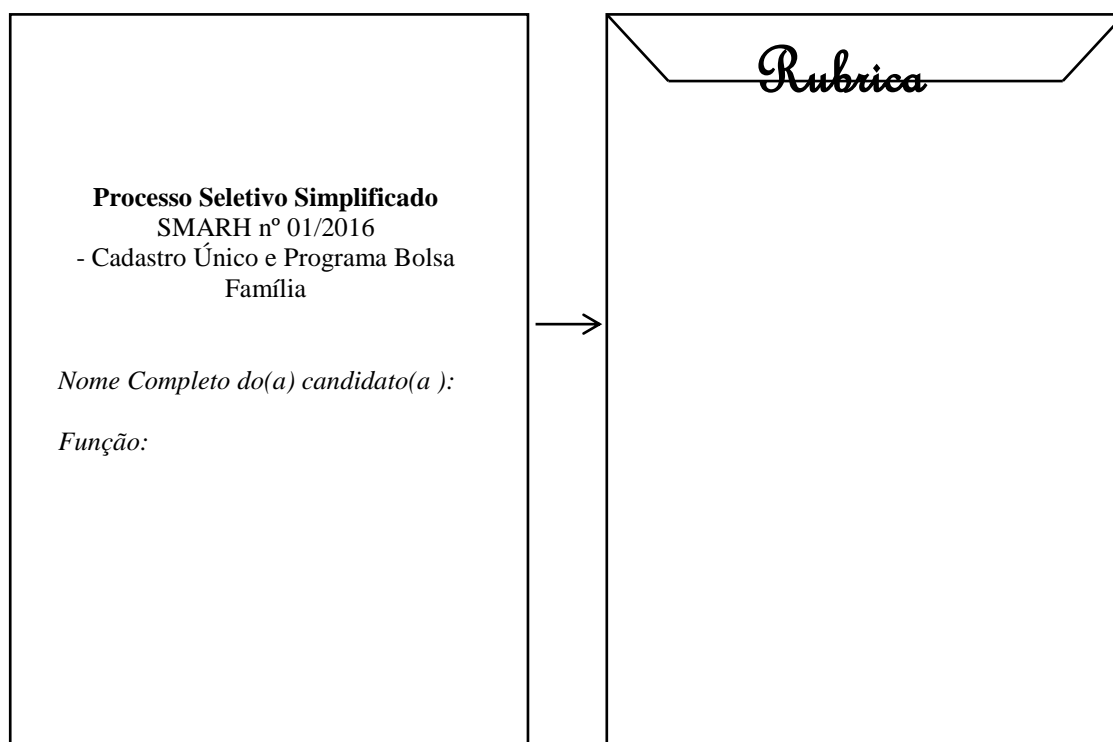 Processo Seletivo Simplificado
SMARH nº 01/2016
- Cadastro Único e Programa Bolsa
Família
Nome Completo do(a) candidato(a ):
Função:
Rubrica